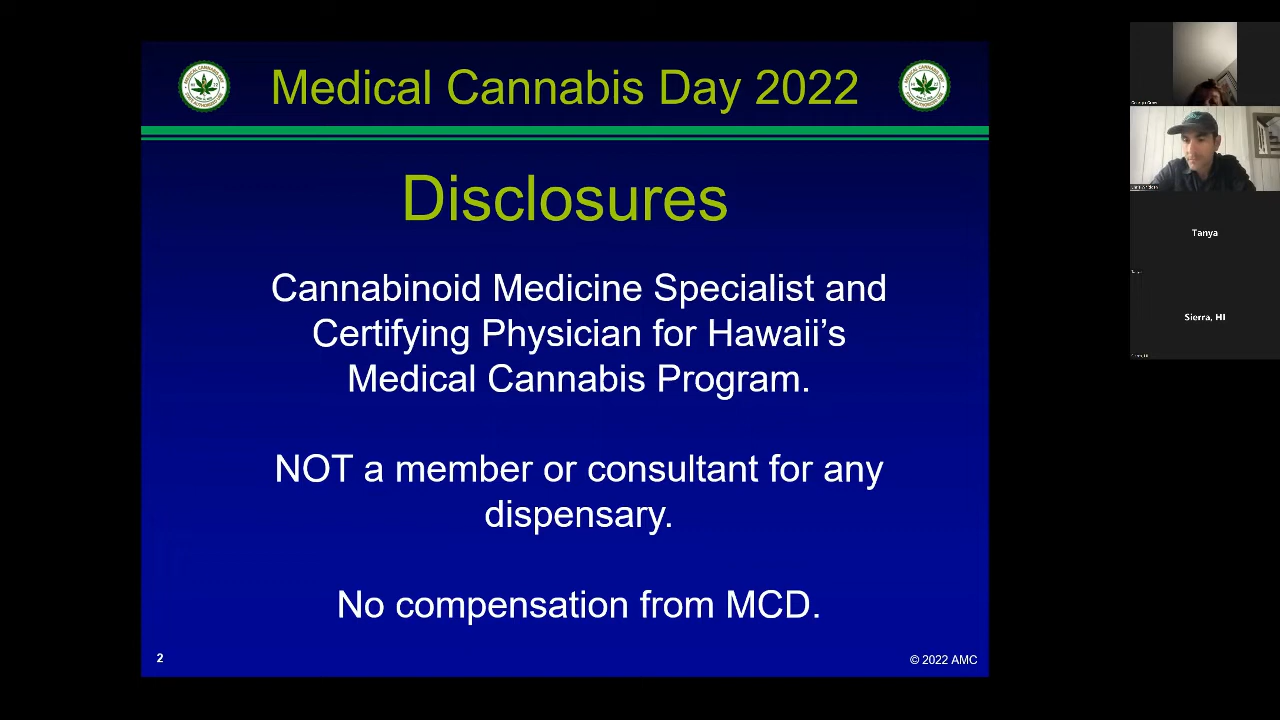 Medical Cannabis Day 2022
Disclosures
Cannabinoid Medicine Specialist and
Certifying Physician for Hawaii’s
Medical Cannabis Program.
NOT a member or consultant for any
dispensary.
No compensation from MCD.
2
© 2022 AMC
Tanya
Sierra, HI